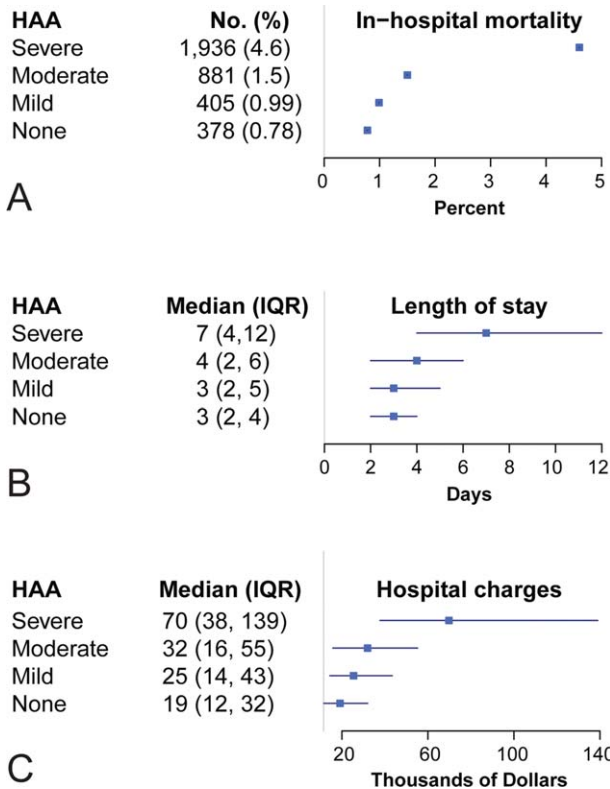 HAA No. (%) In-hospital mortality
Severe 1,936 (4.6)
Moderate 881 (1.5)
Mild 405 (0.99)
None 378 (0.78)
0 1 2 3 4 5
Percent
A
HAA Median (IQR) Length of stay
Severe 7 (4,12)
Moderate 4 (2, 6)
Mild 3 (2, 5)
None 3 (2, 4)
0 2 4 6 8 10 12
Days
B
HAA Median (IQR) Hospital charges
Severe 70 (38, 139)
Moderate 32 (16, 55)
Mild 25 (14, 43)
None 19 (12, 32)
20 60 100 140
Thousands of Dollars
C